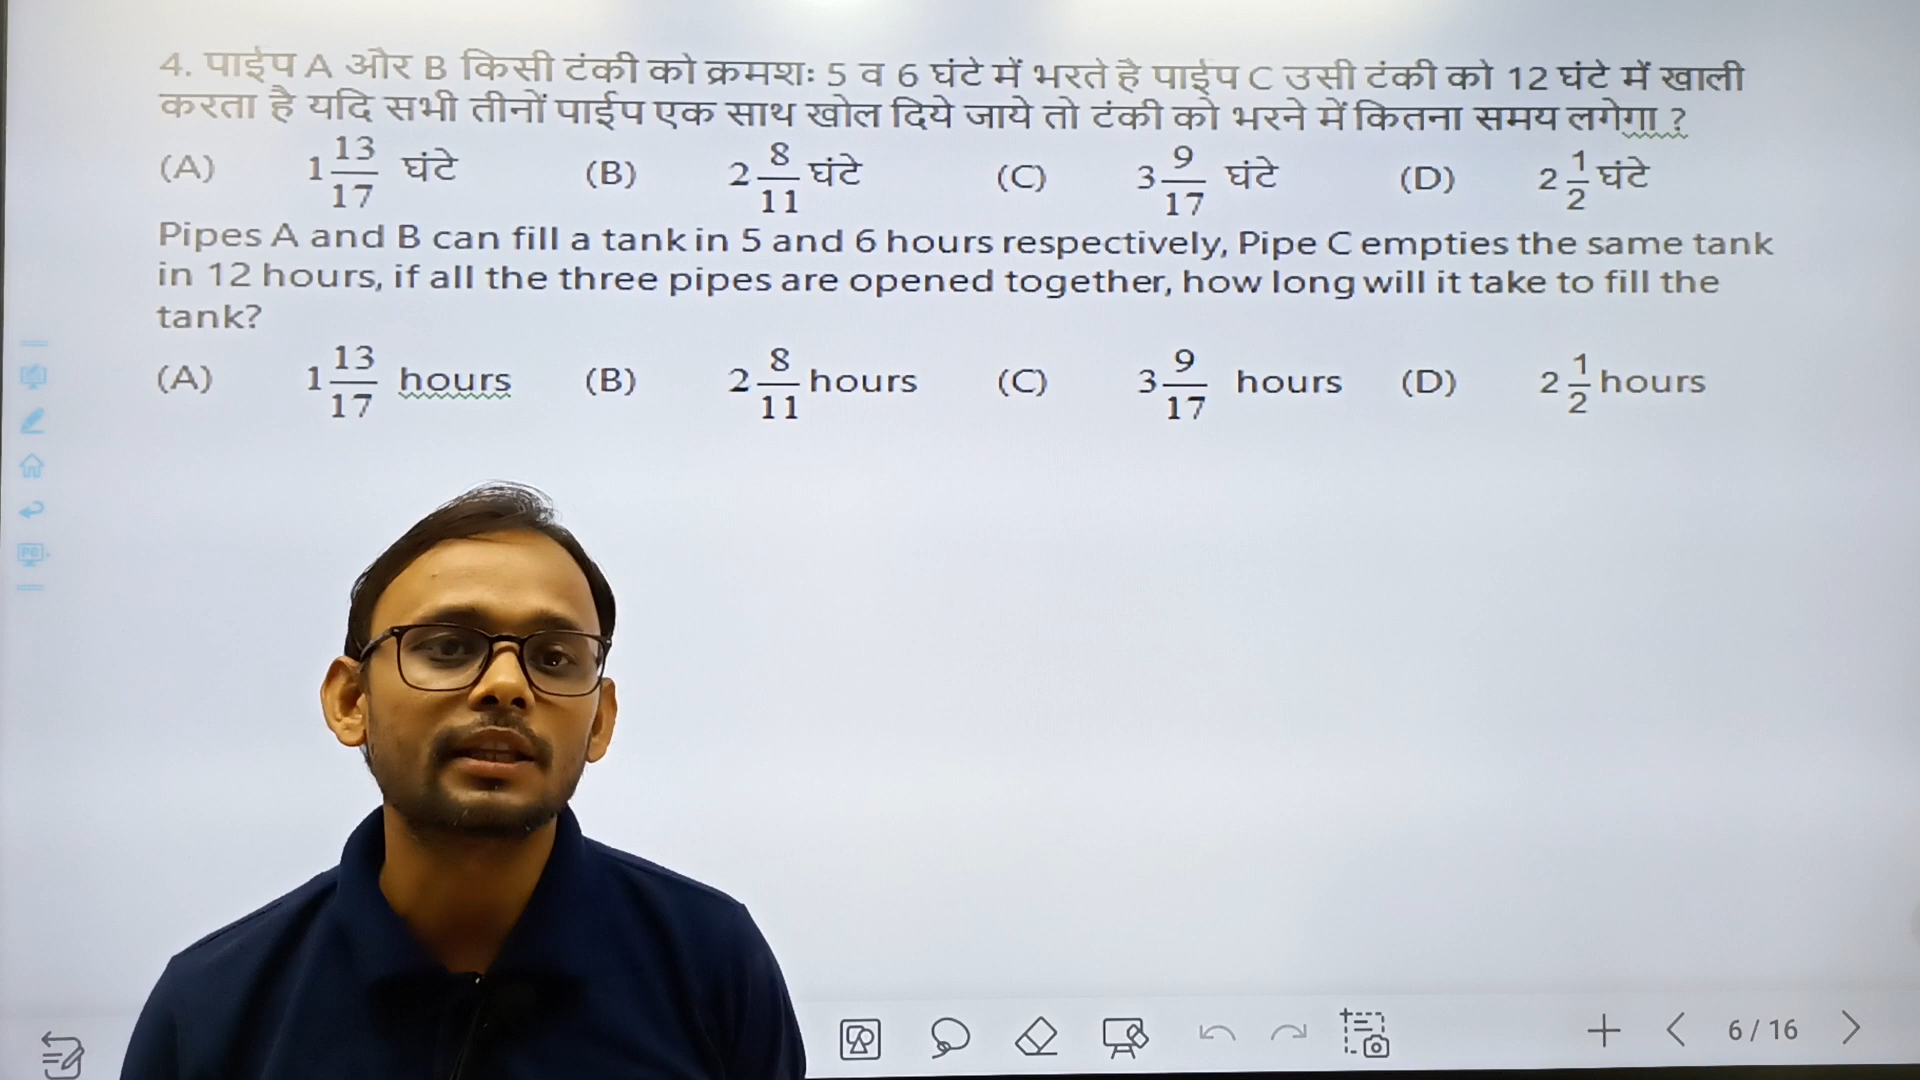 4. पाईप A और B किसी टंकी को क्रमशः 5 व 6 घंटे में भरते है पाईप C उसी टंकी को 12 घंटे में खाली
करता है यदि सभी तीनों पाईप एक साथ खोल दिये जाये तो टंकी को भरने में कितना समय लगेगा ?
(A) 1 13/17 घंटे (B) 2 8/11 घंटे (C) 3 9/17 घंटे (D) 2 1/2 घंटे
Pipes A and B can fill a tank in 5 and 6 hours respectively, Pipe C empties the same tank
in 12 hours, if all the three pipes are opened together, how long will it take to fill the
tank?
(A) 1 13/17 hours (B) 2 8/11 hours (C) 3 9/17 hours (D) 2 1/2 hours
PC
6 / 16